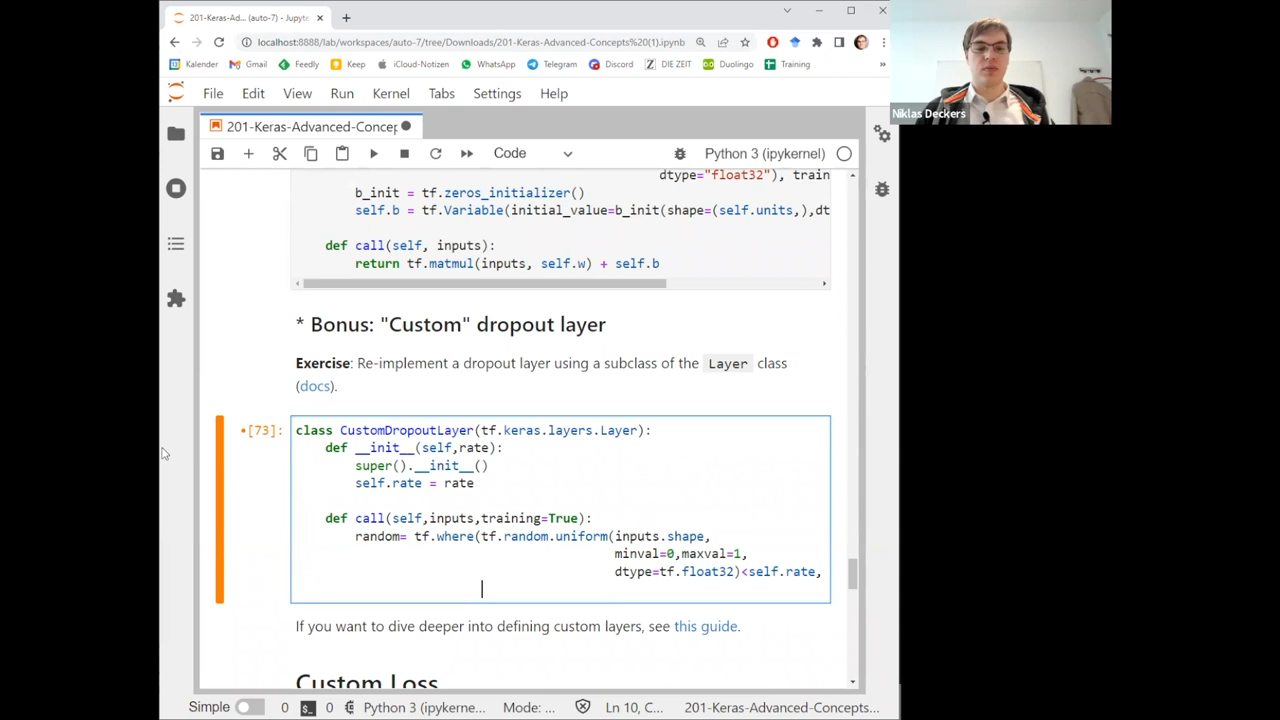 201-Keras-Ad... (auto-7) - Jupyte
localhost:8888/lab/workspaces/auto-7/tree/Downloads/201-Keras-Advanced-Concepts%20(1).ipynb
Kalender Gmail Feedly Keep iCloud-Notizen WhatsApp Telegram Discord DIE ZEIT Duolingo Training »
Niklas Deckers
File Edit View Run Kernel Tabs Settings Help
201-Keras-Advanced-Concep
Code Python 3 (ipykernel)
dtype="float32"), train
b_init = tf.zeros_initializer()
self.b = tf.Variable(initial_value=b_init(shape=(self.units,),dt
def call(self, inputs):
return tf.matmul(inputs, self.w) + self.b
* Bonus: "Custom" dropout layer
Exercise: Re-implement a dropout layer using a subclass of the Layer class
(docs).
•[73]: class CustomDropoutLayer(tf.keras.layers.Layer):
def __init__(self,rate):
super().__init__()
self.rate = rate
def call(self,inputs,training=True):
random= tf.where(tf.random.uniform(inputs.shape,
minval=0,maxval=1,
dtype=tf.float32)<self.rate,
If you want to dive deeper into defining custom layers, see this guide.
Custom Loss
Simple 0 0 Python 3 (ipykerne... Mode: ... Ln 10, C... 201-Keras-Advanced-Concepts...